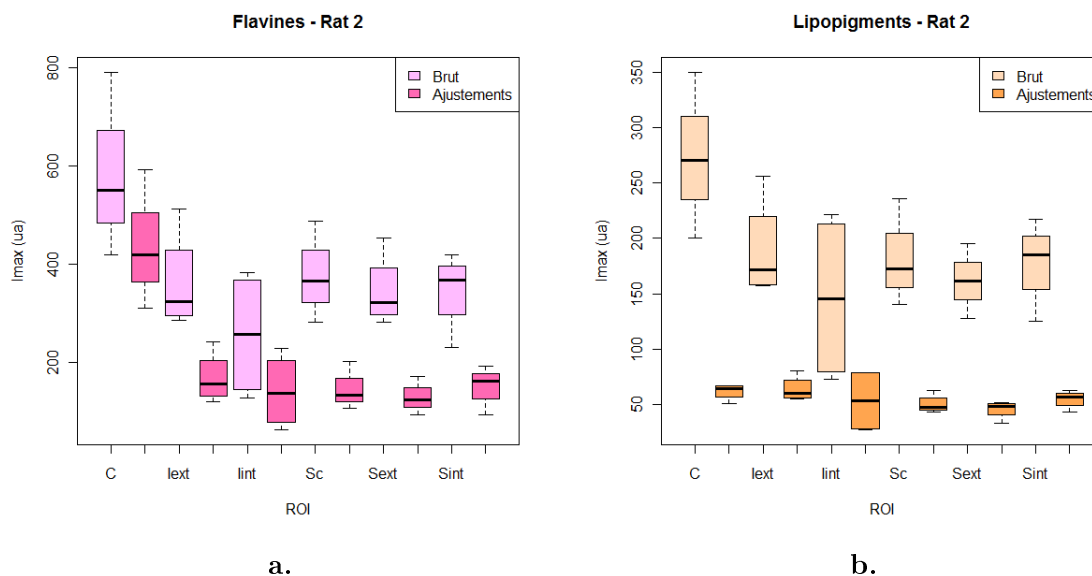 Flavines - Rat 2
Imax (ua)
800
600
400
200
Brut
Ajustements
C Iext Iint Sc Sext Sint
ROI
a.
Lipopigments - Rat 2
Imax (ua)
350
300
250
200
150
100
50
Brut
Ajustements
C Iext Iint Sc Sext Sint
ROI
b.